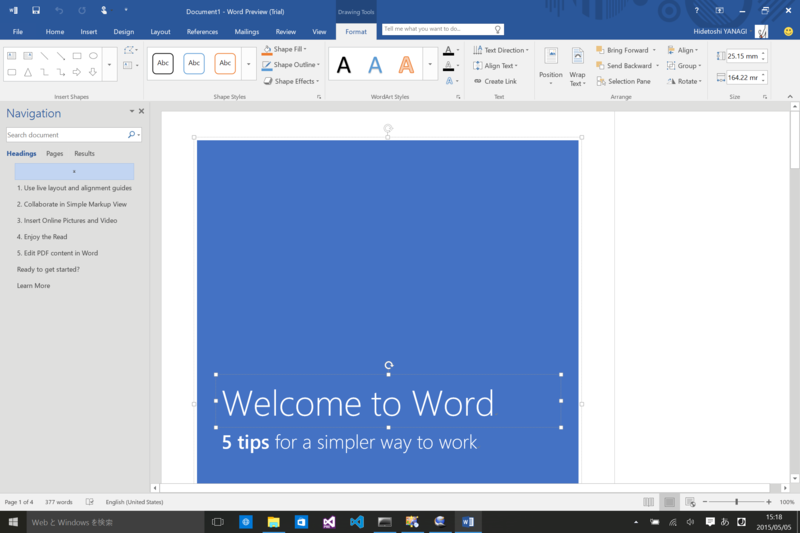 Document1 - Word Preview (Trial)
Drawing Tools
File Home Insert Design Layout References Mailings Review View Format
Tell me what you want to do...
Hidetoshi YANAGI
Abc Abc Abc
Shape Fill
Shape Outline
Shape Effects
A A A
Text Direction
Align Text
Create Link
Position
Wrap
Text
Bring Forward
Send Backward
Selection Pane
Align
Group
Rotate
25.15 mm
164.22 mr
Insert Shapes
Shape Styles
WordArt Styles
Text
Arrange
Size
Navigation
Search document
Headings Pages Results
1. Use live layout and alignment guides
2. Collaborate in Simple Markup View
3. Insert Online Pictures and Video
4. Enjoy the Read
5. Edit PDF content in Word
Ready to get started?
Learn More
Welcome to Word
5 tips for a simpler way to work
Page 1 of 4 377 words English (United States)
100%
Web と Windows を検索
あ
15:18
2015/05/05